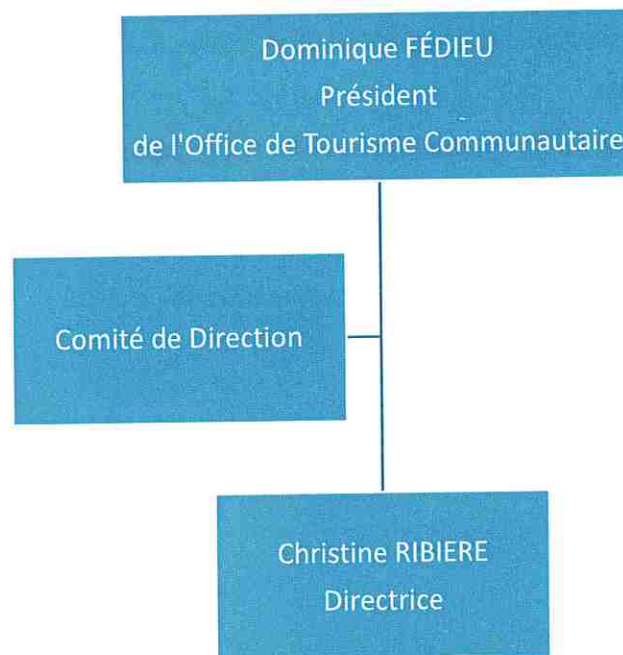 Dominique FÉDIEU
Président
de l'Office de Tourisme Communautaire
Comité de Direction
Christine RIBIERE
Directrice